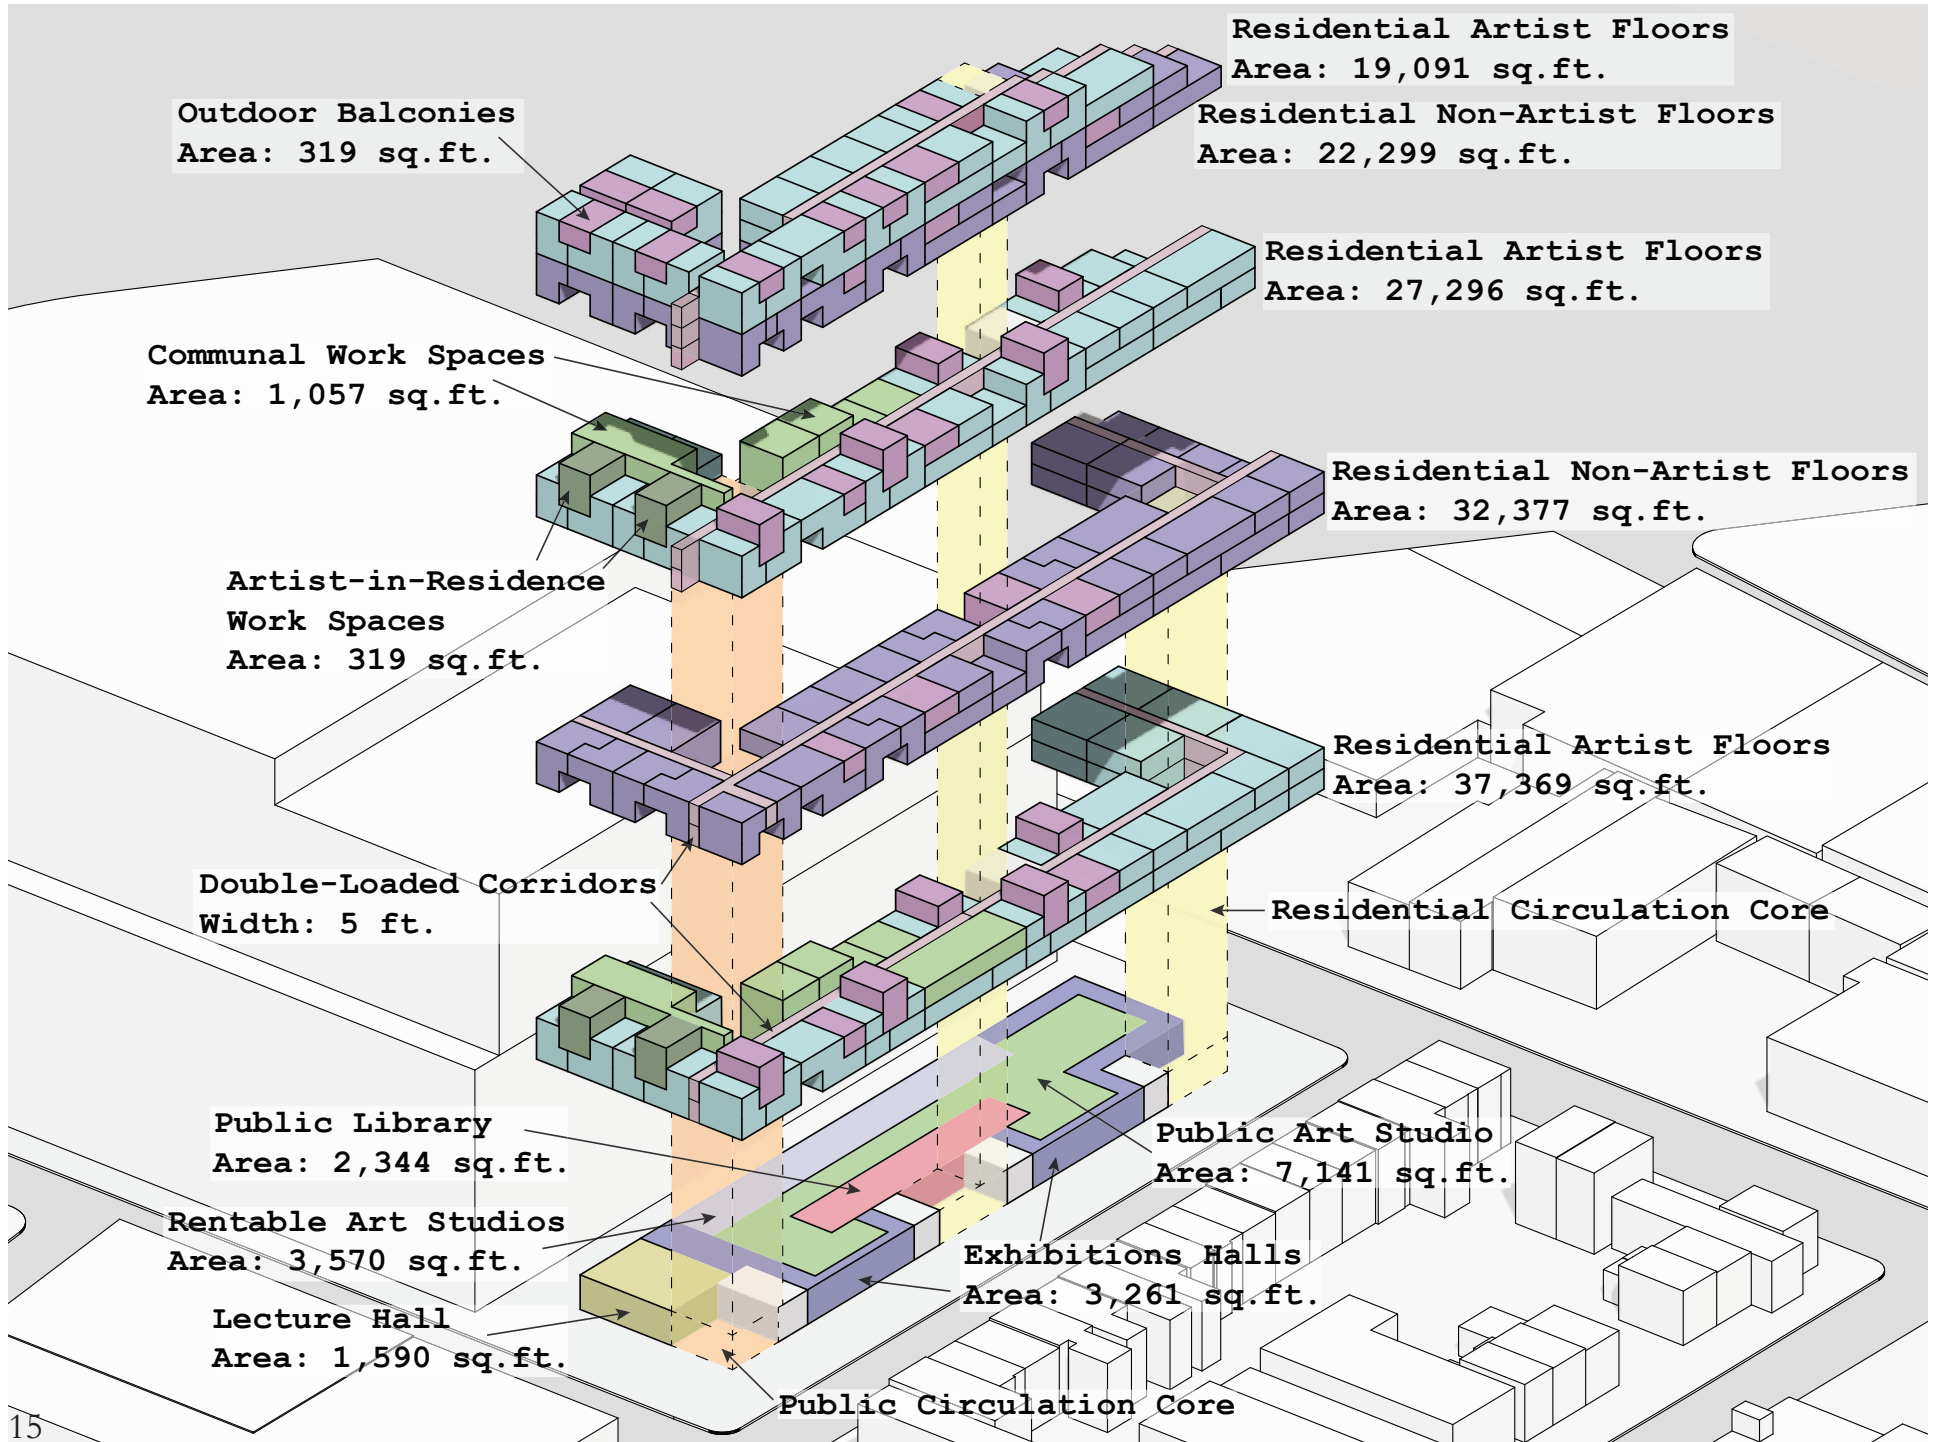 Residential Artist Floors
Area: 19,091 sq.ft.
Outdoor Balconies
Area: 319 sq.ft.
Residential Non-Artist Floors
Area: 22,299 sq.ft.
Residential Artist Floors
Area: 27,296 sq.ft.
Communal Work Spaces
Area: 1,057 sq.ft.
Residential Non-Artist Floors
Area: 32,377 sq.ft.
Artist-in-Residence
Work Spaces
Area: 319 sq.ft.
Residential Artist Floors
Area: 37,369 sq.ft.
Double-Loaded Corridors
Width: 5 ft.
Residential Circulation Core
Public Library
Area: 2,344 sq.ft.
Public Art Studio
Area: 7,141 sq.ft.
Rentable Art Studios
Area: 3,570 sq.ft.
Exhibitions Halls
Area: 3,261 sq.ft.
Lecture Hall
Area: 1,590 sq.ft.
Public Circulation Core
15